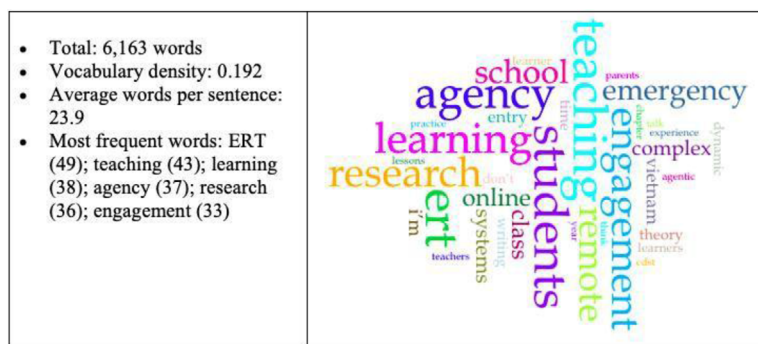 • Total: 6,163 words
• Vocabulary density: 0.192
• Average words per sentence:
23.9
• Most frequent words: ERT
(49); teaching (43); learning
(38); agency (37); research
(36); engagement (33)
learner
school
teaching
parents
agency
emergency
practice
entry
time
engagement
chapter
talk
experience
dynamic
learning
students
complex
lessons
research
don't
vietnam
agentic
ert
online
remote
i'm
systems
writing
class
year
think
theory
learners
teachers
cdst